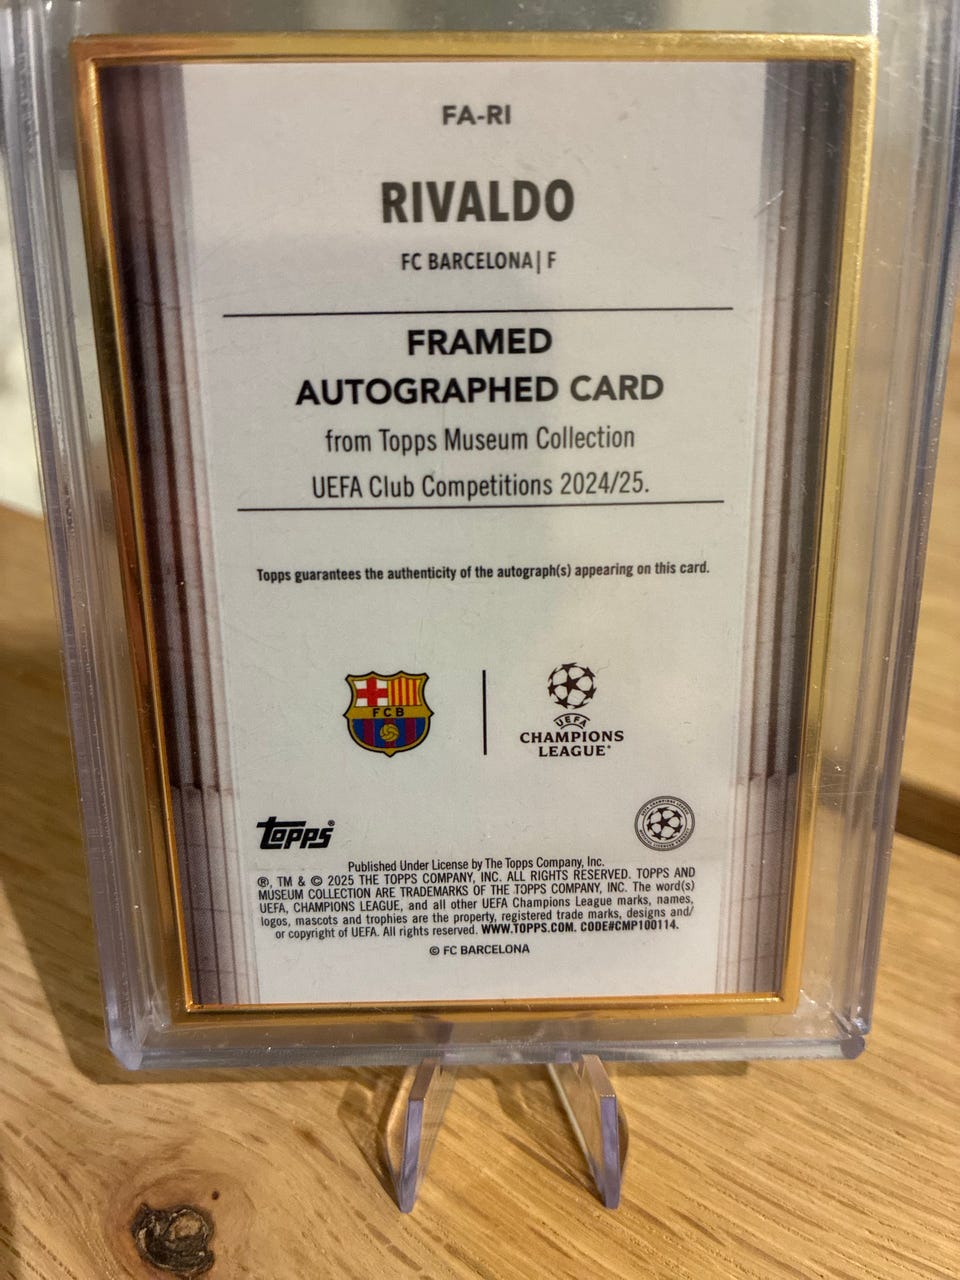 FA-RI
RIVALDO
FC BARCELONA| F
FRAMED
AUTOGRAPHED CARD
from Topps Museum Collection
UEFA Club Competitions 2024/25.
Topps guarantees the authenticity of the autograph(s) appearing on this card.
FCB
UEFA
CHAMPIONS
LEAGUE®
Topps®
Published Under License by The Topps Company, Inc.
®, TM & © 2025 THE TOPPS COMPANY, INC. ALL RIGHTS RESERVED. TOPPS AND
MUSEUM COLLECTION ARE TRADEMARKS OF THE TOPPS COMPANY, INC. The word(s)
UEFA, CHAMPIONS LEAGUE, and all other UEFA Champions League marks, names,
logos, mascots and trophies are the property, registered trade marks, designs and/
or copyright of UEFA. All rights reserved. WWW.TOPPS.COM. CODE#CMP100114.
© FC BARCELONA